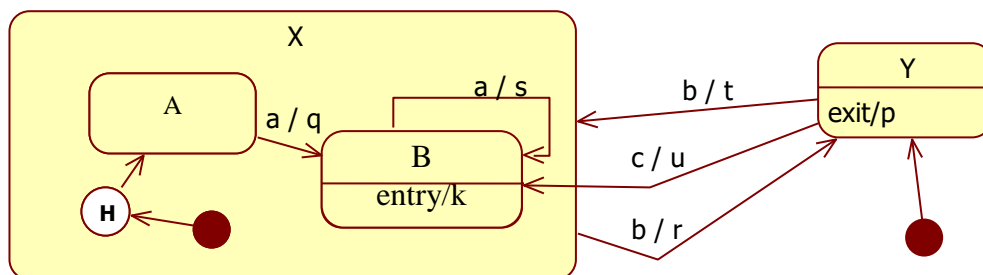 X
A
a / q
a / s
B
entry/k
H
b / t
c / u
b / r
Y
exit/p